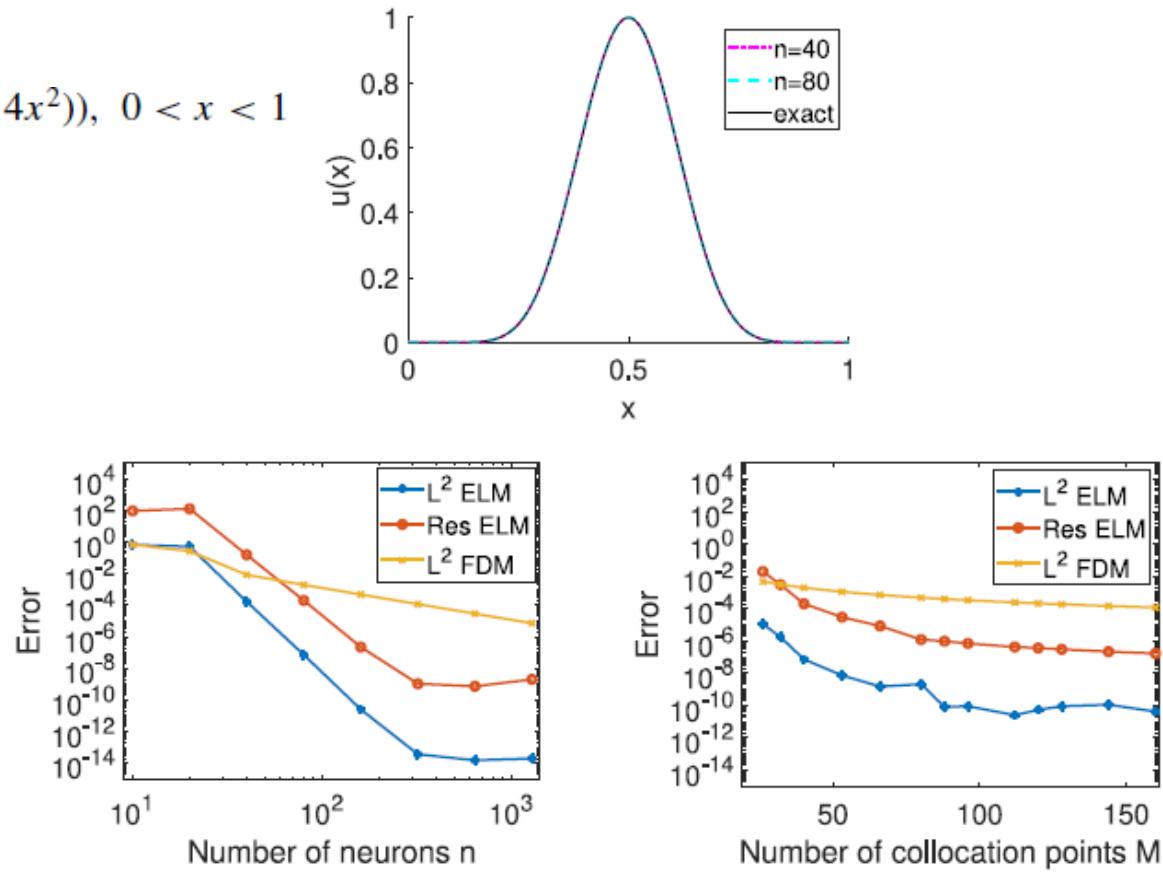 4x²)), 0 < x < 1
1
0.8
0.6
0.4
0.2
0
u(x)
n=40
n=80
exact
0
0.5
1
x
10⁴
10²
10⁰
10⁻²
10⁻⁴
10⁻⁶
10⁻⁸
10⁻¹⁰
10⁻¹²
10⁻¹⁴
Error
L² ELM
Res ELM
L² FDM
10¹
10²
10³
Number of neurons n
10⁴
10²
10⁰
10⁻²
10⁻⁴
10⁻⁶
10⁻⁸
10⁻¹⁰
10⁻¹²
10⁻¹⁴
Error
L² ELM
Res ELM
L² FDM
50
100
150
Number of collocation points M